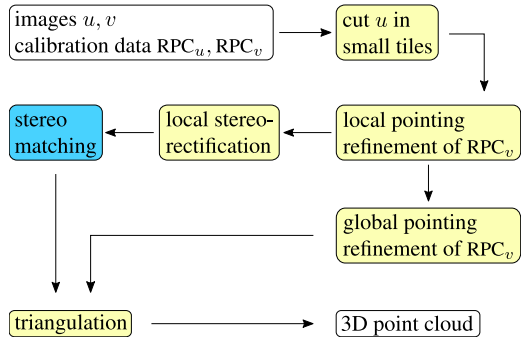 images u, v
calibration data RPC_u, RPC_v
cut u in
small tiles
stereo
matching
local stereo-
rectification
local pointing
refinement of RPC_v
global pointing
refinement of RPC_v
triangulation
3D point cloud